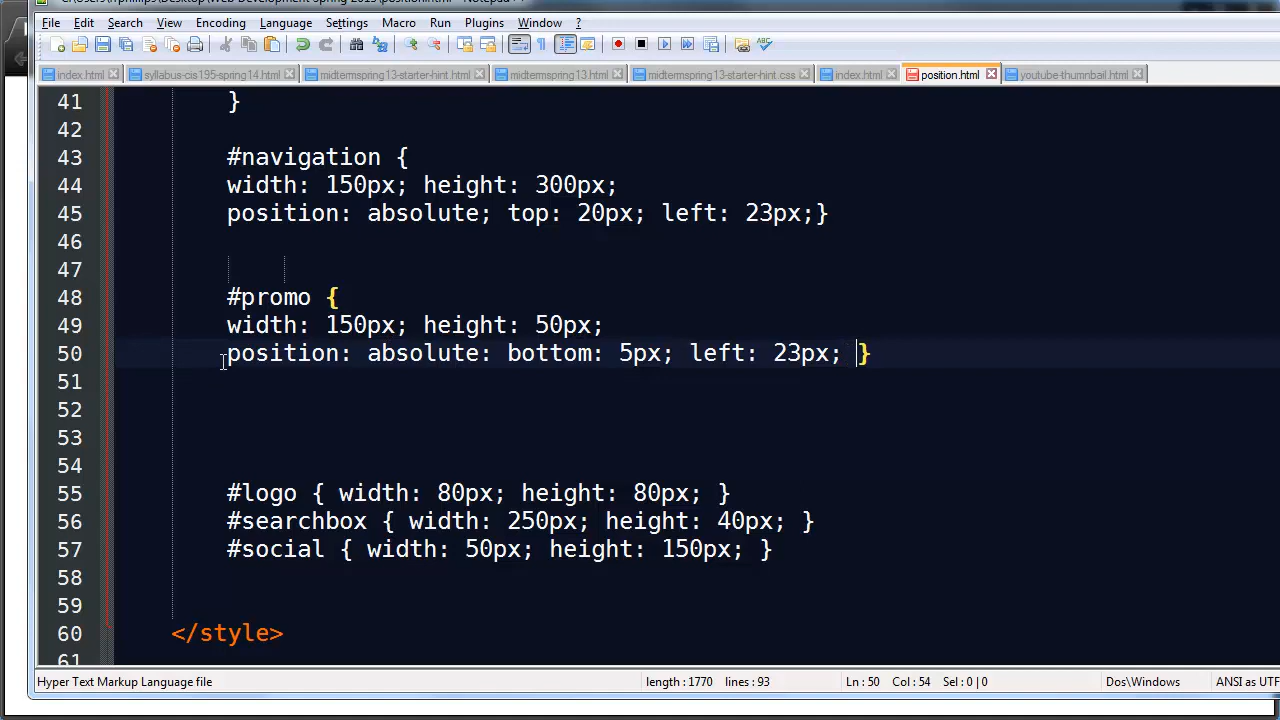 File Edit Search View Encoding Language Settings Macro Run Plugins Window ?
index.html syllabus-cis195-spring14.html midtermspring13-starter-hint.html midtermspring13.html midtermspring13-starter-hint.css index.html position.html youtube-thumnbail.html
41 }
42
43 #navigation {
44 width: 150px; height: 300px;
45 position: absolute; top: 20px; left: 23px;}
46
47
48 #promo {
49 width: 150px; height: 50px;
50 position: absolute: bottom: 5px; left: 23px; }
51
52
53
54
55 #logo { width: 80px; height: 80px; }
56 #searchbox { width: 250px; height: 40px; }
57 #social { width: 50px; height: 150px; }
58
59
60 </style>
61
Hyper Text Markup Language file length : 1770 lines : 93 Ln : 50 Col : 54 Sel : 0 | 0 Dos\Windows ANSI as UTF